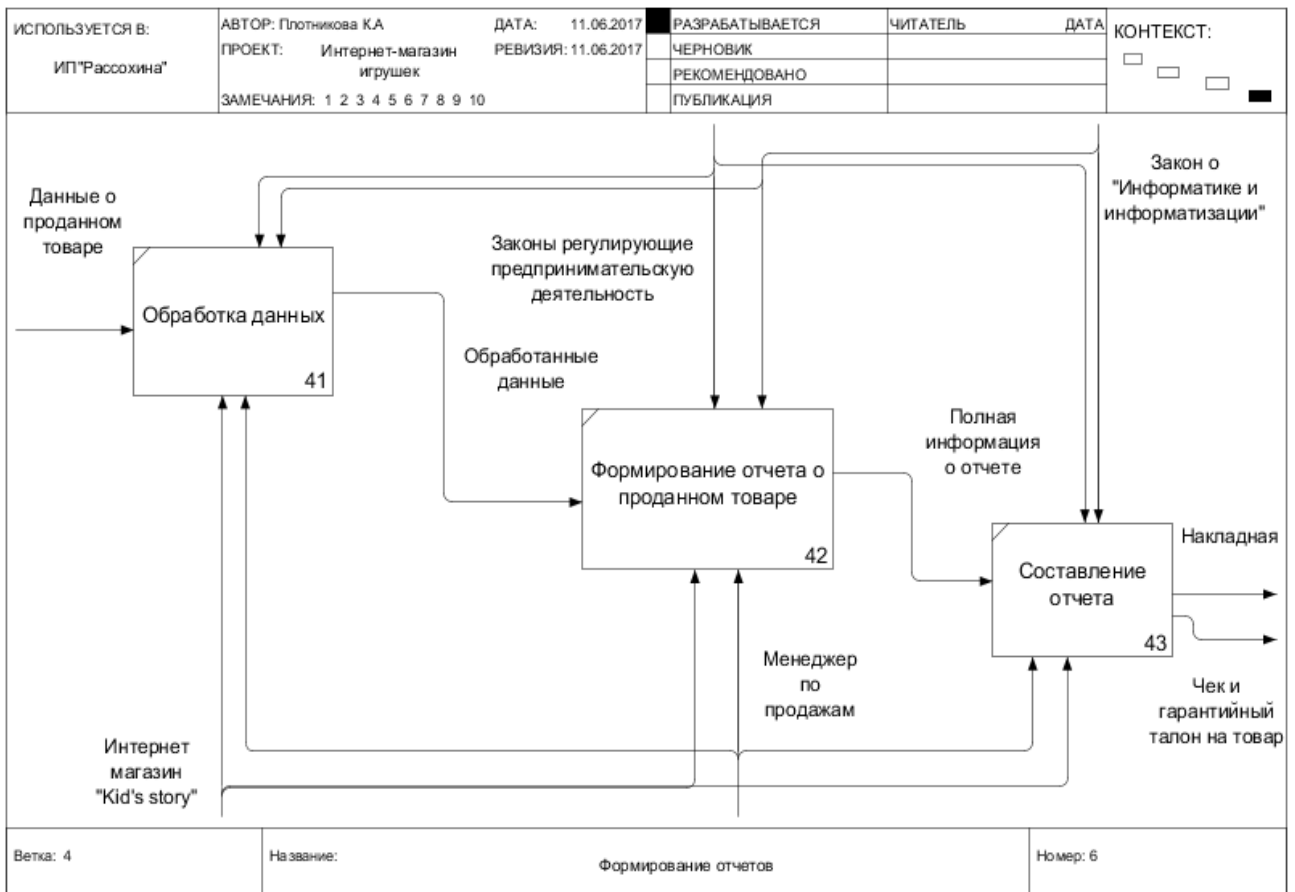 ИСПОЛЬЗУЕТСЯ В:
ИП"Рассохина"
АВТОР: Плотникова К.А
ДАТА: 11.06.2017
ПРОЕКТ: Интернет-магазин
игрушек
РЕВИЗИЯ: 11.06.2017
ЗАМЕЧАНИЯ: 1 2 3 4 5 6 7 8 9 10
РАЗРАБАТЫВАЕТСЯ
ЧЕРНОВИК
РЕКОМЕНДОВАНО
ПУБЛИКАЦИЯ
ЧИТАТЕЛЬ
ДАТА
КОНТЕКСТ:
Данные о
проданном
товаре
Закон о
"Информатике и
информатизации"
Законы регулирующие
предпринимательскую
деятельность
Обработка данных
41
Обработанные
данные
Формирование отчета о
проданном товаре
42
Полная
информация
о отчете
Составление
отчета
43
Накладная
Чек и
гарантийный
талон на товар
Менеджер
по
продажам
Интернет
магазин
"Kid's story"
Ветка: 4
Название:
Формирование отчетов
Номер: 6